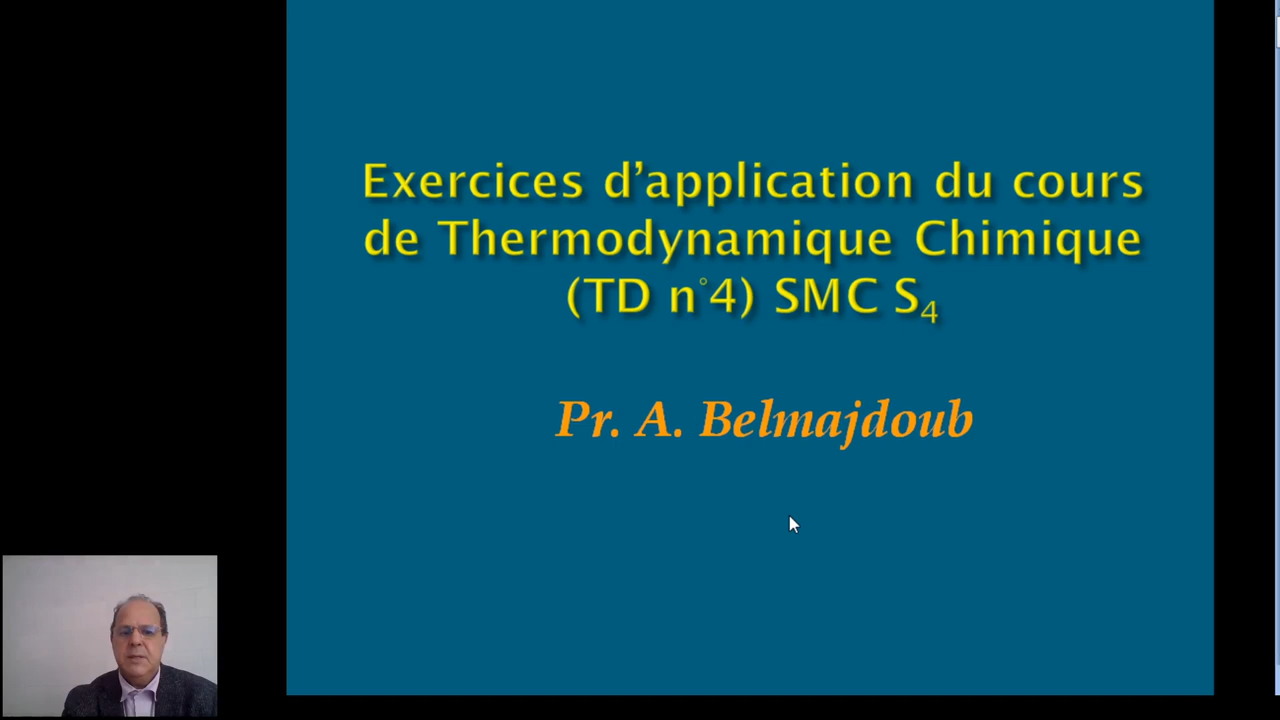 Exercices d’application du cours
de Thermodynamique Chimique
(TD n°4) SMC S₄
Pr. A. Belmajdoub